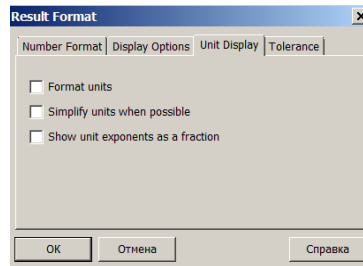 Result Format
Number Format Display Options Unit Display Tolerance
Format units
Simplify units when possible
Show unit exponents as a fraction
ОК Отмена Справка